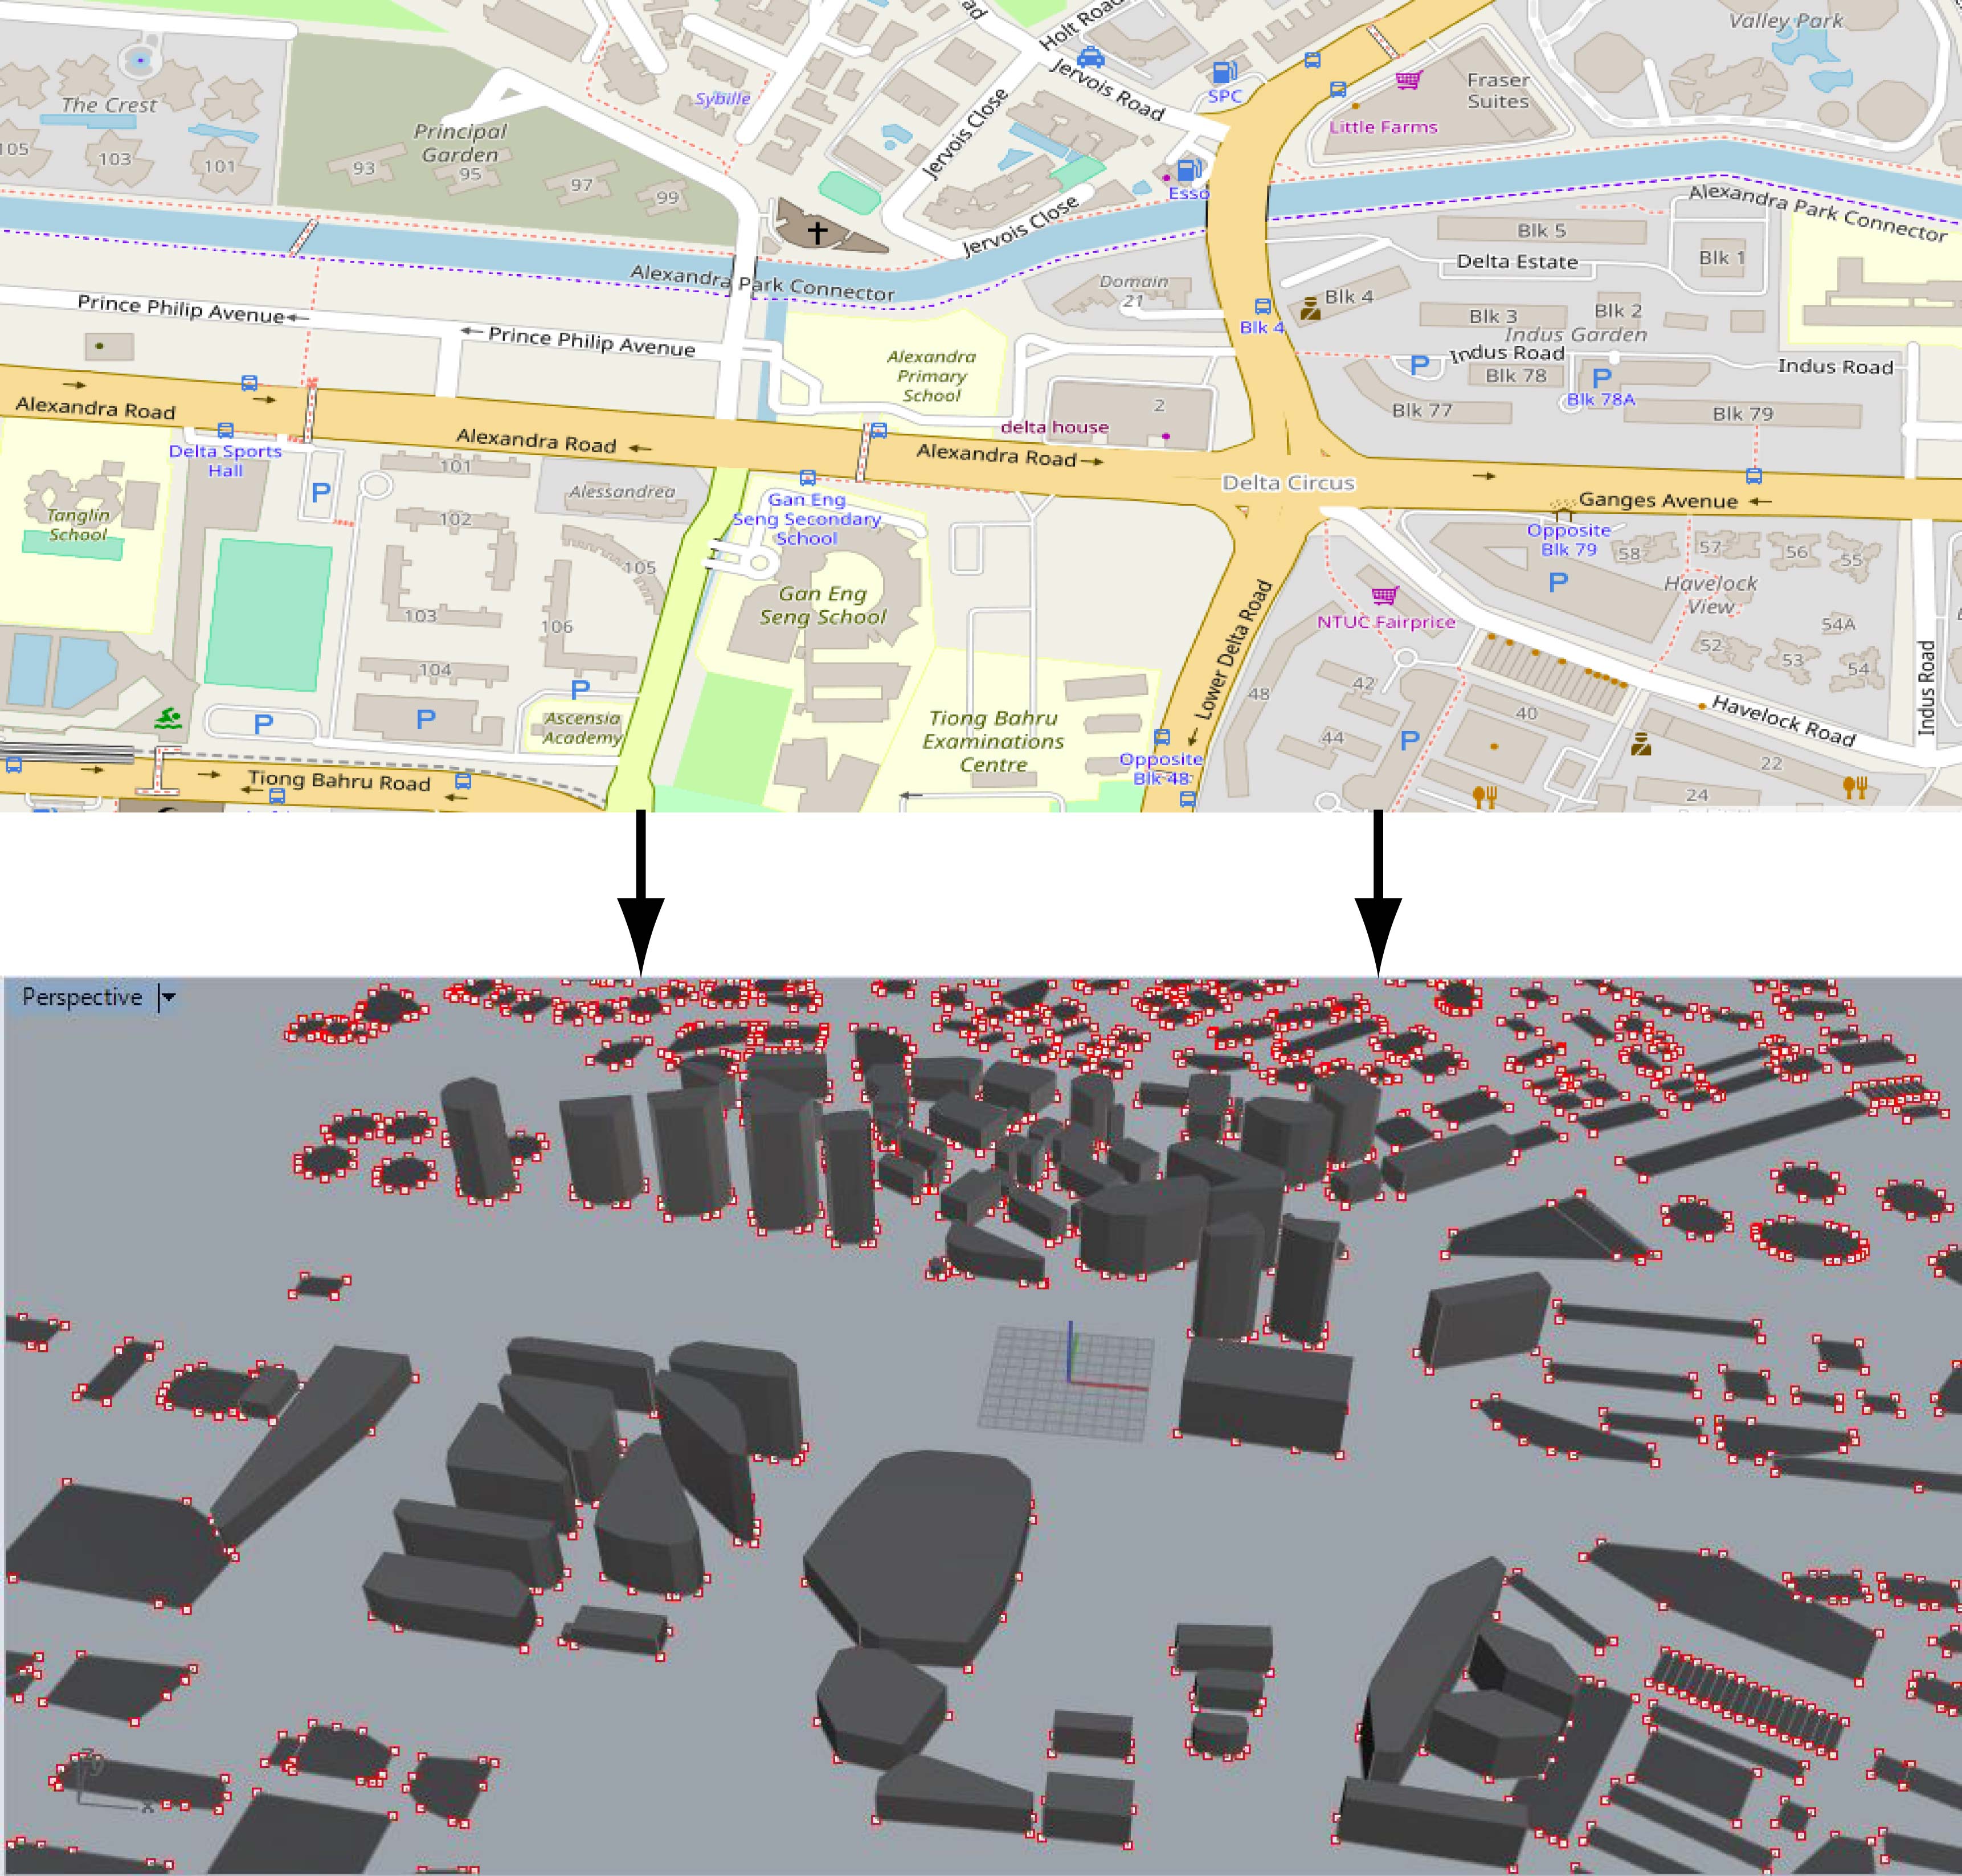 Valley Park
ad
Holt Road
Fraser
Suites
Jervois Road
SPC
The Crest
Sybille
Principal
Garden
Jervois Close
Little Farms
105
103
101
93
95
97
99
Esso
Jervois Close
Alexandra Park Connector
Blk 5
Blk 1
Delta Estate
Alexandra Park Connector
Domain
21
Blk 4
Blk 4
Blk 3
Blk 2
Indus Garden
Prince Philip Avenue
Prince Philip Avenue
Indus Road
Indus Road
Alexandra
Primary
School
Blk 78
Blk 78A
Blk 77
Blk 79
2
delta house
Alexandra Road
Alexandra Road
Alexandra Road
Delta Sports
Hall
P
P
P
101
Alessandrea
Delta Circus
Ganges Avenue
Gan Eng
Seng Secondary
School
Tanglin
School
102
105
Opposite
Blk 79
58
57
56
55
P
Havelock
View
103
106
Gan Eng
Seng School
NTUC Fairprice
54A
52
53
54
Lower Delta Road
104
42
48
P
P
P
Ascensia
Academy
Tiong Bahru
Examinations
Centre
40
44
P
Havelock Road
Indus Road
Opposite
Blk 48
22
24
Tiong Bahru Road
Perspective
x